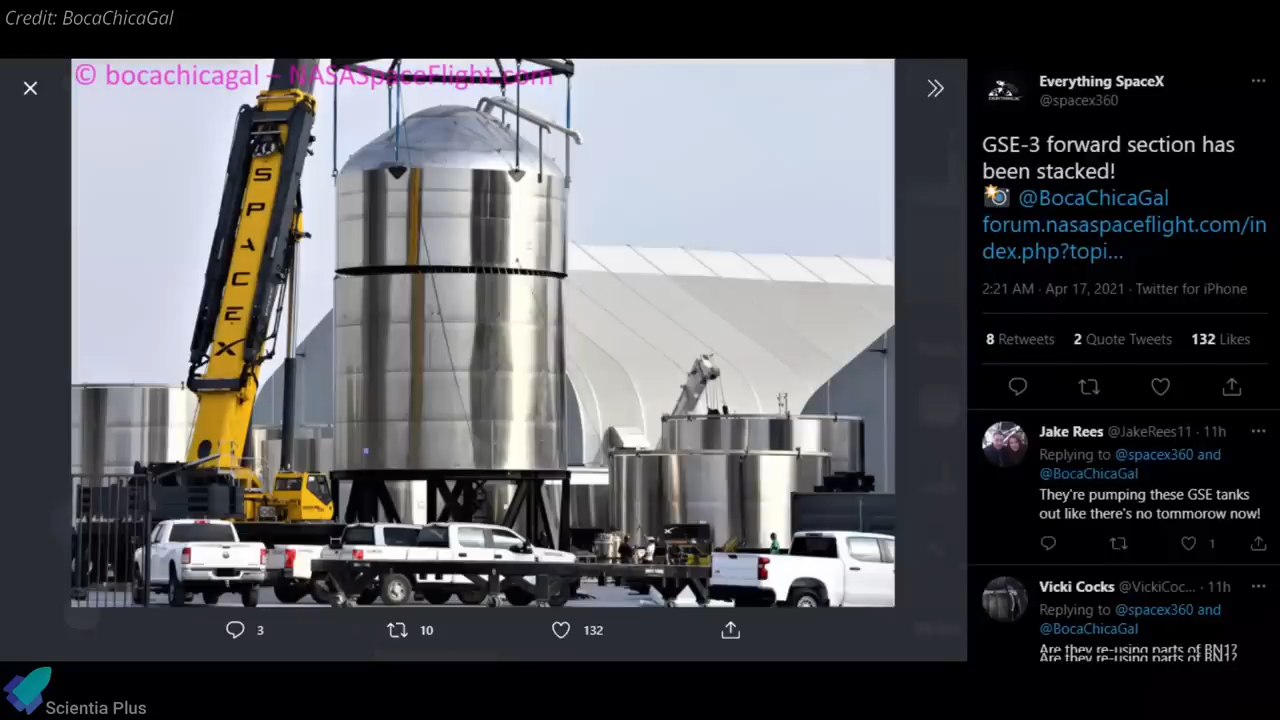 Credit: BocaChicaGal
© bocachicagal – NASASpaceFlight.com
SPACEX
3
10
132
Everything SpaceX
@spacex360
GSE-3 forward section has
been stacked!
@BocaChicaGal
forum.nasaspaceflight.com/in
dex.php?topi...
2:21 AM · Apr 17, 2021 · Twitter for iPhone
8 Retweets 2 Quote Tweets 132 Likes
Jake Rees @JakeRees11 · 11h
Replying to @spacex360 and
@BocaChicaGal
They're pumping these GSE tanks
out like there's no tommorow now!
1
Vicki Cocks @VickiCoc... · 11h
Replying to @spacex360 and
@BocaChicaGal
Are they re-using parts of BN1?
Scientia Plus